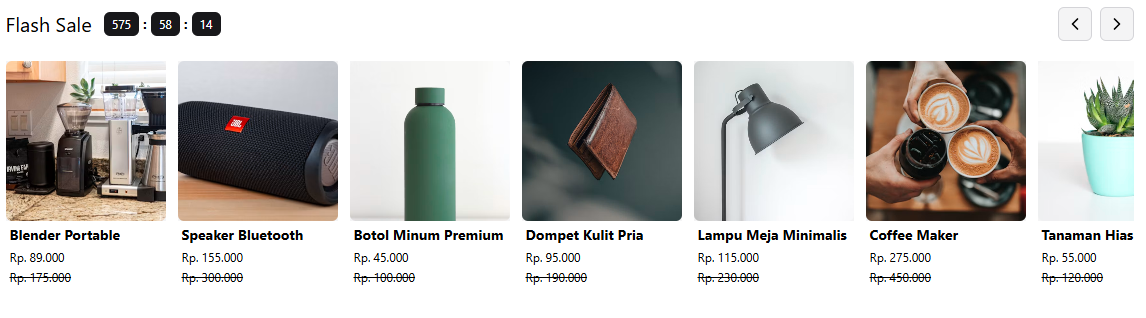 Flash Sale 575 : 58 : 14
JBL
Blender Portable
Rp. 89.000
Rp. 175.000
Speaker Bluetooth
Rp. 155.000
Rp. 300.000
Botol Minum Premium
Rp. 45.000
Rp. 100.000
Dompet Kulit Pria
Rp. 95.000
Rp. 190.000
Lampu Meja Minimalis
Rp. 115.000
Rp. 230.000
Coffee Maker
Rp. 275.000
Rp. 450.000
Tanaman Hias
Rp. 55.000
Rp. 120.000